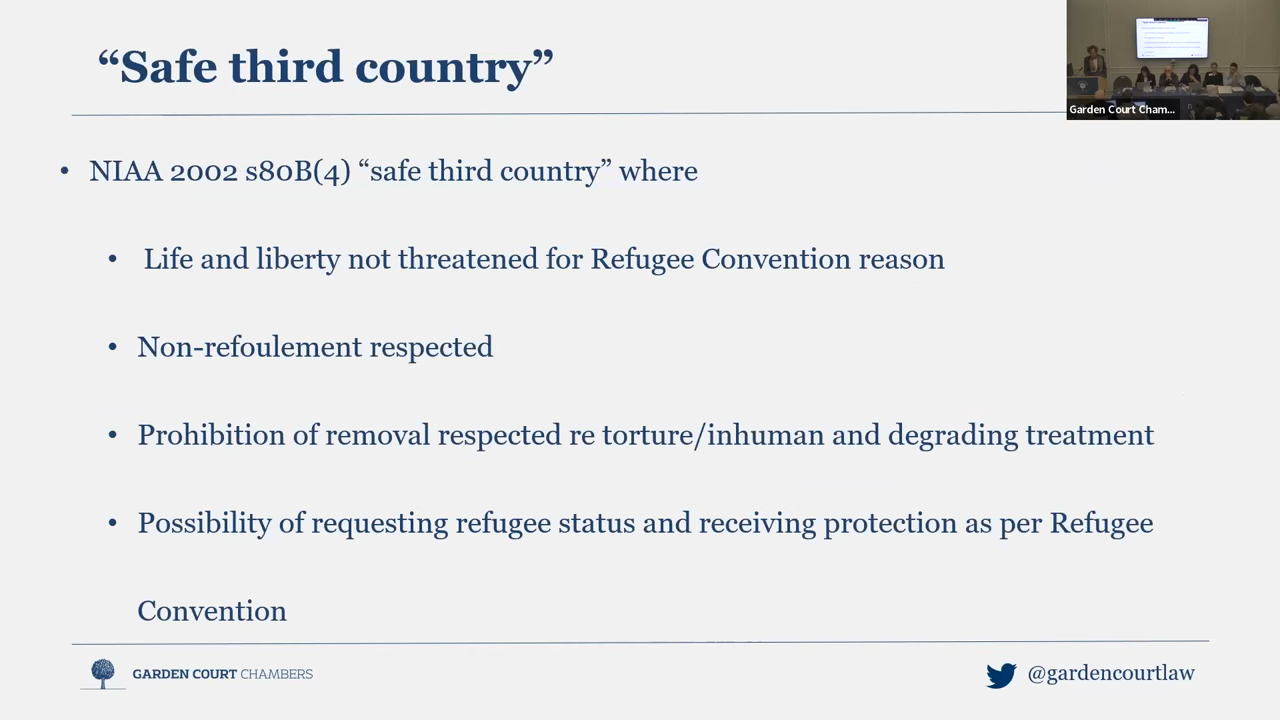 “Safe third country”
Garden Court Cham...
• NIAA 2002 s80B(4) “safe third country” where
• Life and liberty not threatened for Refugee Convention reason
• Non-refoulement respected
• Prohibition of removal respected re torture/inhuman and degrading treatment
• Possibility of requesting refugee status and receiving protection as per Refugee
Convention
GARDEN COURT CHAMBERS
@gardencourtlaw